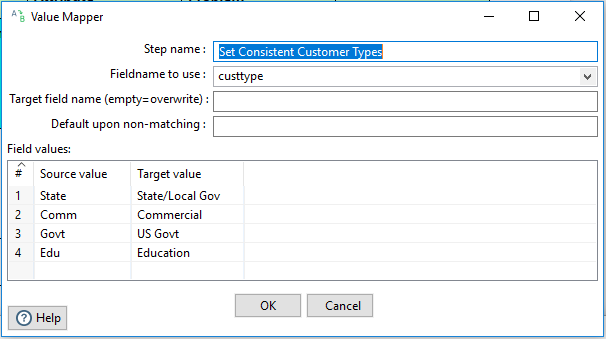 Value Mapper
Step name : Set Consistent Customer Types
Fieldname to use : custtype
Target field name (empty=overwrite) :
Default upon non-matching :
Field values:
# Source value Target value
1 State State/Local Gov
2 Comm Commercial
3 Govt US Govt
4 Edu Education
OK Cancel
Help